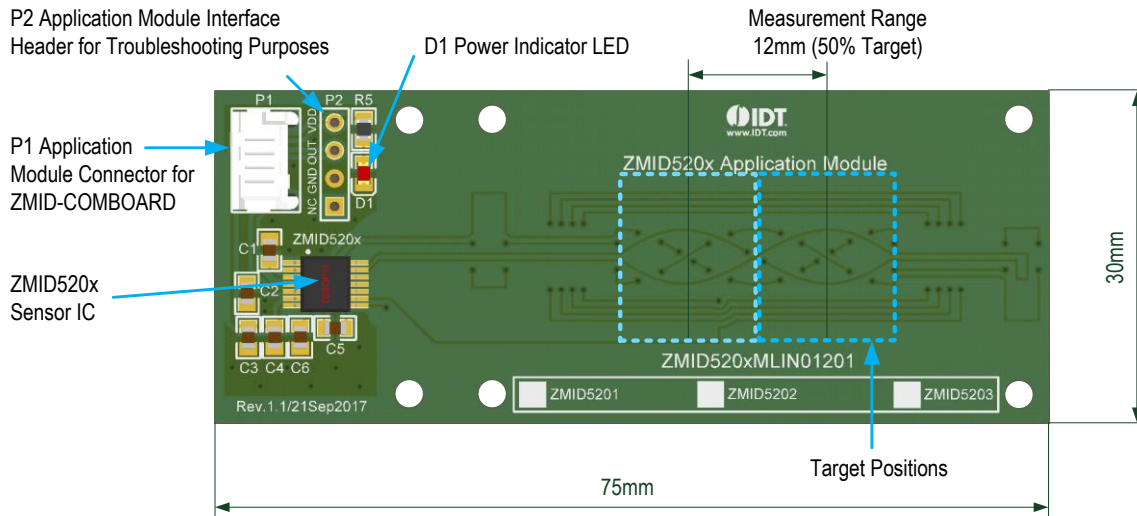 P2 Application Module Interface
Header for Troubleshooting Purposes
D1 Power Indicator LED
Measurement Range
12mm (50% Target)
P1 Application
Module Connector for
ZMID-COMBOARD
ZMID520x
Sensor IC
P1
P2
R5
VDD
OUT
GND
NC
D1
IDT
www.IDT.com
ZMID520x Application Module
ZMID520x
C1
C2
C3
C4
C6
C5
ZMID520xMLIN01201
ZMID5201
ZMID5202
ZMID5203
Rev.1.1/21Sep2017
30mm
75mm
Target Positions